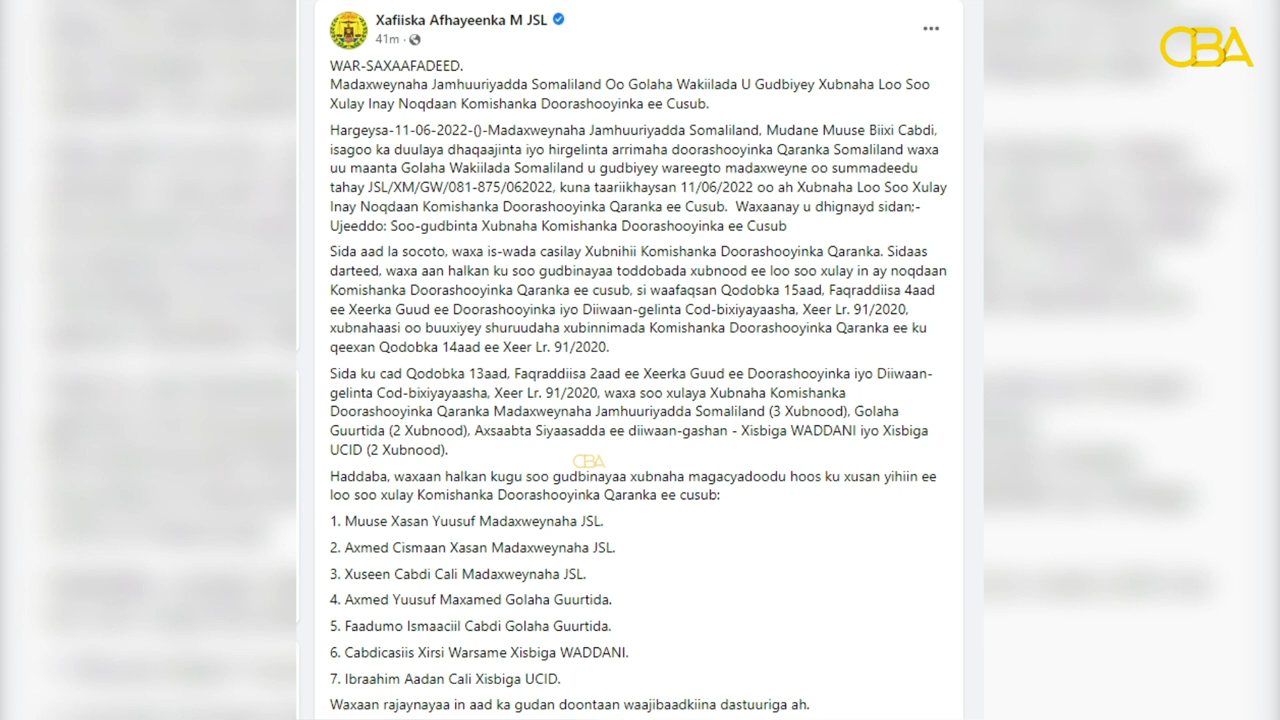 Xafiiska Afhayeenka M JSL
41m ·
CBA
WAR-SAXAAFADEED.
Madaxweynaha Jamhuuriyadda Somaliland Oo Golaha Wakiilada U Gudbiyey Xubnaha Loo Soo
Xulay Inay Noqdaan Komishanka Doorashooyinka ee Cusub.
Hargeysa-11-06-2022-()-Madaxweynaha Jamhuuriyadda Somaliland, Mudane Muuse Biixi Cabdi,
isagoo ka duulaya dhaqaajinta iyo hirgelinta arrimaha doorashooyinka Qaranka Somaliland waxa
uu maanta Golaha Wakiilada Somaliland u gudbiyey wareegto madaxweyne oo summadeedu
tahay JSL/XM/GW/081-875/062022, kuna taariikhaysan 11/06/2022 oo ah Xubnaha Loo Soo Xulay
Inay Noqdaan Komishanka Doorashooyinka Qaranka ee Cusub.  Waxaanay u dhignayd sidan;-
Ujeeddo: Soo-gudbinta Xubnaha Komishanka Doorashooyinka ee Cusub
Sida aad la socoto, waxa is-wada casilay Xubnihii Komishanka Doorashooyinka Qaranka. Sidaas
darteed, waxa aan halkan ku soo gudbinayaa toddobada xubnood ee loo soo xulay in ay noqdaan
Komishanka Doorashooyinka Qaranka ee cusub, si waafaqsan Qodobka 15aad, Faqraddiisa 4aad
ee Xeerka Guud ee Doorashooyinka iyo Diiwaan-gelinta Cod-bixiyayaasha, Xeer Lr. 91/2020,
xubnahaasi oo buuxiyey shuruudaha xubinnimada Komishanka Doorashooyinka Qaranka ee ku
qeexan Qodobka 14aad ee Xeer Lr. 91/2020.
Sida ku cad Qodobka 13aad, Faqraddiisa 2aad ee Xeerka Guud ee Doorashooyinka iyo Diiwaan-
gelinta Cod-bixiyayaasha, Xeer Lr. 91/2020, waxa soo xulaya Xubnaha Komishanka
Doorashooyinka Qaranka Madaxweynaha Jamhuuriyadda Somaliland (3 Xubnood), Golaha
Guurtida (2 Xubnood), Axsaabta Siyaasadda ee diiwaan-gashan - Xisbiga WADDANI iyo Xisbiga
UCID (2 Xubnood).
CBA
Haddaba, waxaan halkan kugu soo gudbinayaa xubnaha magacyadoodu hoos ku xusan yihiin ee
loo soo xulay Komishanka Doorashooyinka Qaranka ee cusub:
1. Muuse Xasan Yuusuf Madaxweynaha JSL.
2. Axmed Cismaan Xasan Madaxweynaha JSL.
3. Xuseen Cabdi Cali Madaxweynaha JSL.
4. Axmed Yuusuf Maxamed Golaha Guurtida.
5. Faadumo Ismaaciil Cabdi Golaha Guurtida.
6. Cabdicasiis Xirsi Warsame Xisbiga WADDANI.
7. Ibraahim Aadan Cali Xisbiga UCID.
Waxaan rajaynayaa in aad ka gudan doontaan waajibaadkiina dastuuriga ah.